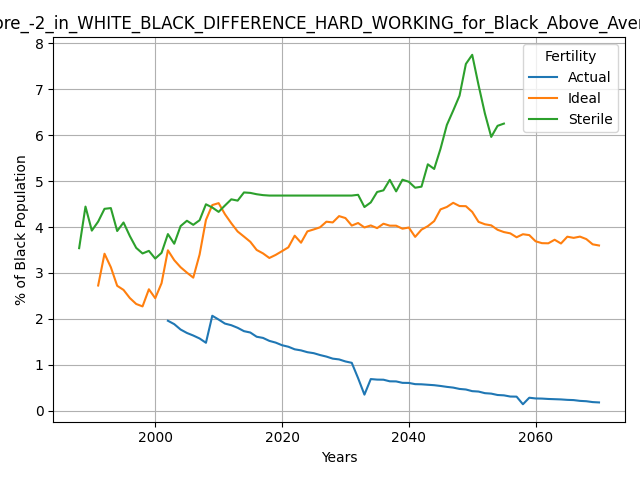 ore_-2_in_WHITE_BLACK_DIFFERENCE_HARD_WORKING_for_Black_Above_Aver
8
7
6
5
4
3
2
1
0
% of Black Population
Fertility
Actual
Ideal
Sterile
2000
2020
2040
2060
Years